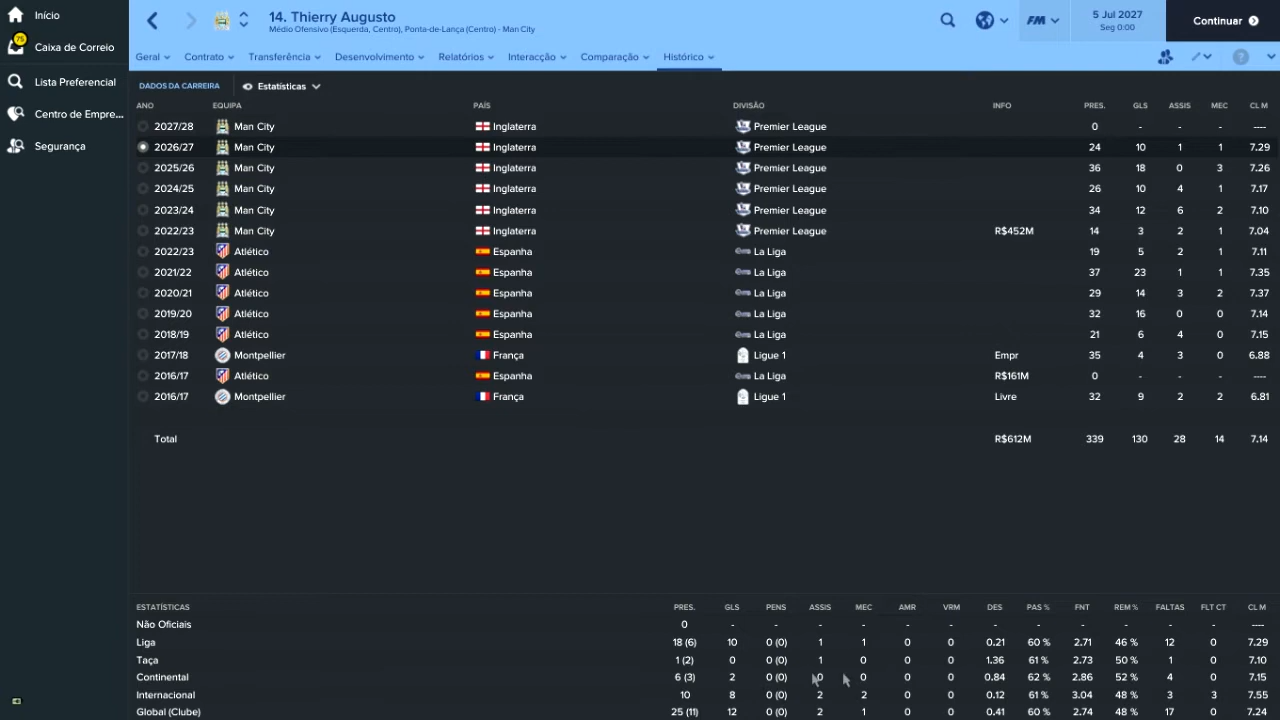 Início
75
Caixa de Correio
Lista Preferencial
Centro de Empre...
Segurança
14. Thierry Augusto
Médio Ofensivo (Esquerda, Centro), Ponta-de-Lança (Centro) - Man City
FM
5 Jul 2027
Seg 0:00
Continuar
Geral Contrato Transferência Desenvolvimento Relatórios Interacção Comparação Histórico
DADOS DA CARREIRA Estatísticas
ANO EQUIPA PAÍS DIVISÃO INFO PRES. GLS ASSIS MEC CL M
2027/28 Man City Inglaterra Premier League 0 - - - ----
2026/27 Man City Inglaterra Premier League 24 10 1 1 7.29
2025/26 Man City Inglaterra Premier League 36 18 0 3 7.26
2024/25 Man City Inglaterra Premier League 26 10 4 1 7.17
2023/24 Man City Inglaterra Premier League 34 12 6 2 7.10
2022/23 Man City Inglaterra Premier League R$452M 14 3 2 1 7.04
2022/23 Atlético Espanha La Liga 19 5 2 1 7.11
2021/22 Atlético Espanha La Liga 37 23 1 1 7.35
2020/21 Atlético Espanha La Liga 29 14 3 2 7.37
2019/20 Atlético Espanha La Liga 32 16 0 0 7.14
2018/19 Atlético Espanha La Liga 21 6 4 0 7.15
2017/18 Montpellier França Ligue 1 Empr 35 4 3 0 6.88
2016/17 Atlético Espanha La Liga R$161M 0 - - - ----
2016/17 Montpellier França Ligue 1 Livre 32 9 2 2 6.81
Total R$612M 339 130 28 14 7.14
ESTATÍSTICAS PRES. GLS PENS ASSIS MEC AMR VRM DES PAS % FNT REM % FALTAS FLT CT CL M
Não Oficiais 0 - - - - - - - - - - - - ----
Liga 18 (6) 10 0 (0) 1 1 0 0 0.21 60 % 2.71 46 % 12 0 7.29
Taça 1 (2) 0 0 (0) 1 0 0 0 1.36 61 % 2.73 50 % 1 0 7.10
Continental 6 (3) 2 0 (0) 0 0 0 0 0.84 62 % 2.86 52 % 4 0 7.15
Internacional 10 8 0 (0) 2 2 0 0 0.12 61 % 3.04 48 % 3 3 7.55
Global (Clube) 25 (11) 12 0 (0) 2 1 0 0 0.41 60 % 2.74 48 % 17 0 7.24